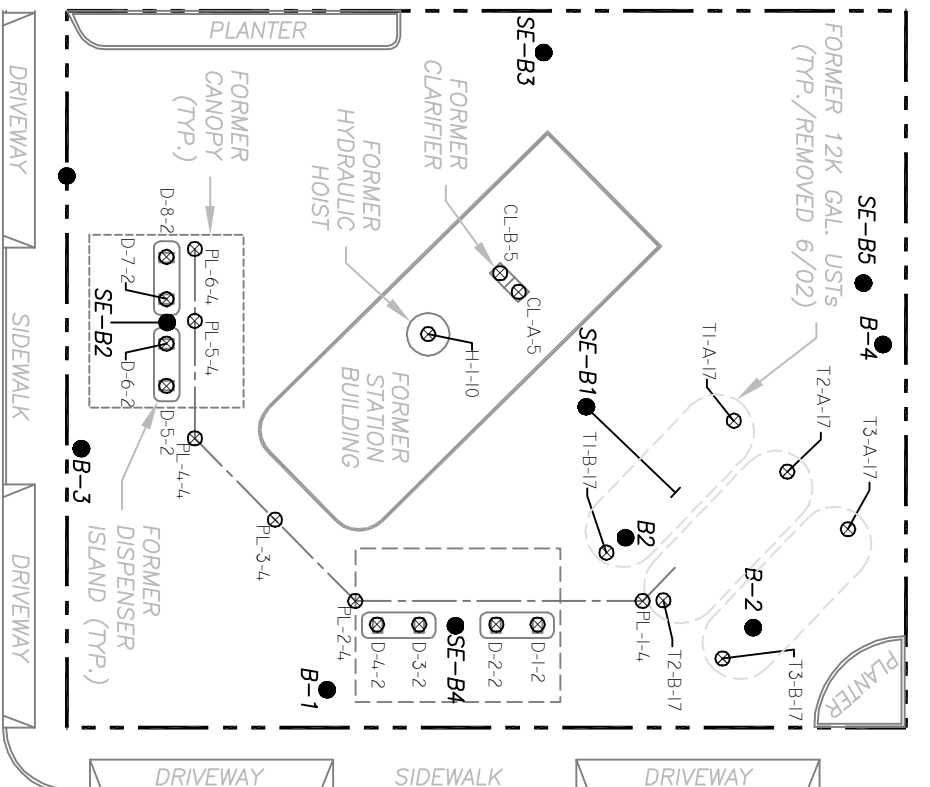 PLANTER
SE-B3
FORMER 12K GAL. USTs
(TYP./REMOVED 6/02)
DRIVEWAY
FORMER
CANOPY
(TYP.)
FORMER
CLARIFIER
FORMER
HYDRAULIC
HOIST
SE-B5
B-4
D-8-2
D-7-2
PL-6-4
PL-5-4
SE-B2
D-6-2
D-5-2
PL-4-4
CL-B-5
CL-A-5
H-1-10
SE-B1
T1-A-17
T2-A-17
T3-A-17
T1-B-17
SIDEWALK
FORMER
STATION
BUILDING
B-3
PL-3-4
B2
B-2
FORMER
DISPENSER
ISLAND (TYP.)
DRIVEWAY
PL-2-4
D-4-2
D-3-2
SE-B4
D-2-2
D-1-2
PL-1-4
T2-B-17
T3-B-17
PLANTER
B-1
DRIVEWAY
SIDEWALK
DRIVEWAY